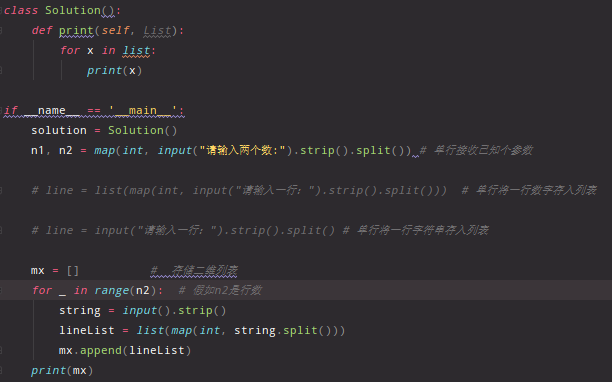 class Solution():
def print(self, List):
for x in list:
print(x)
if __name__ == '__main__':
solution = Solution()
n1, n2 = map(int, input("请输入两个数:").strip().split()) # 单行接收已知个参数
# line = list(map(int, input("请输入一行：").strip().split())) # 单行将一行数字存入列表
# line = input("请输入一行：").strip().split() # 单行将一行字符串存入列表
mx = [] # 存储二维列表
for _ in range(n2): # 假如n2是行数
string = input().strip()
lineList = list(map(int, string.split()))
mx.append(lineList)
print(mx)